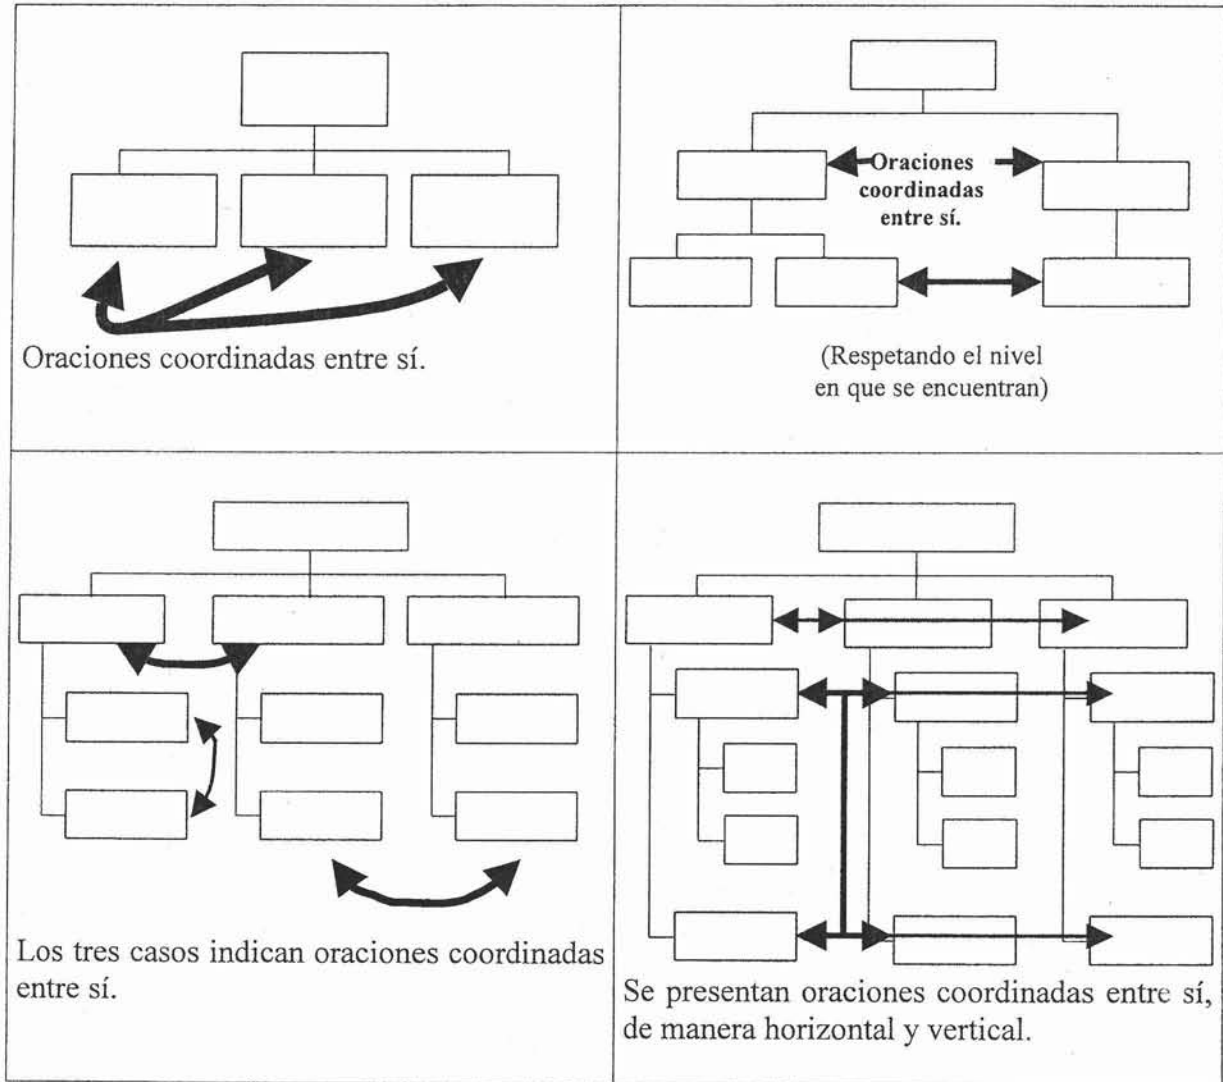 Oraciones coordinadas entre sí.
Oraciones
coordinadas
entre sí.
(Respetando el nivel
en que se encuentran)
Los tres casos indican oraciones coordinadas
entre sí.
Se presentan oraciones coordinadas entre sí,
de manera horizontal y vertical.